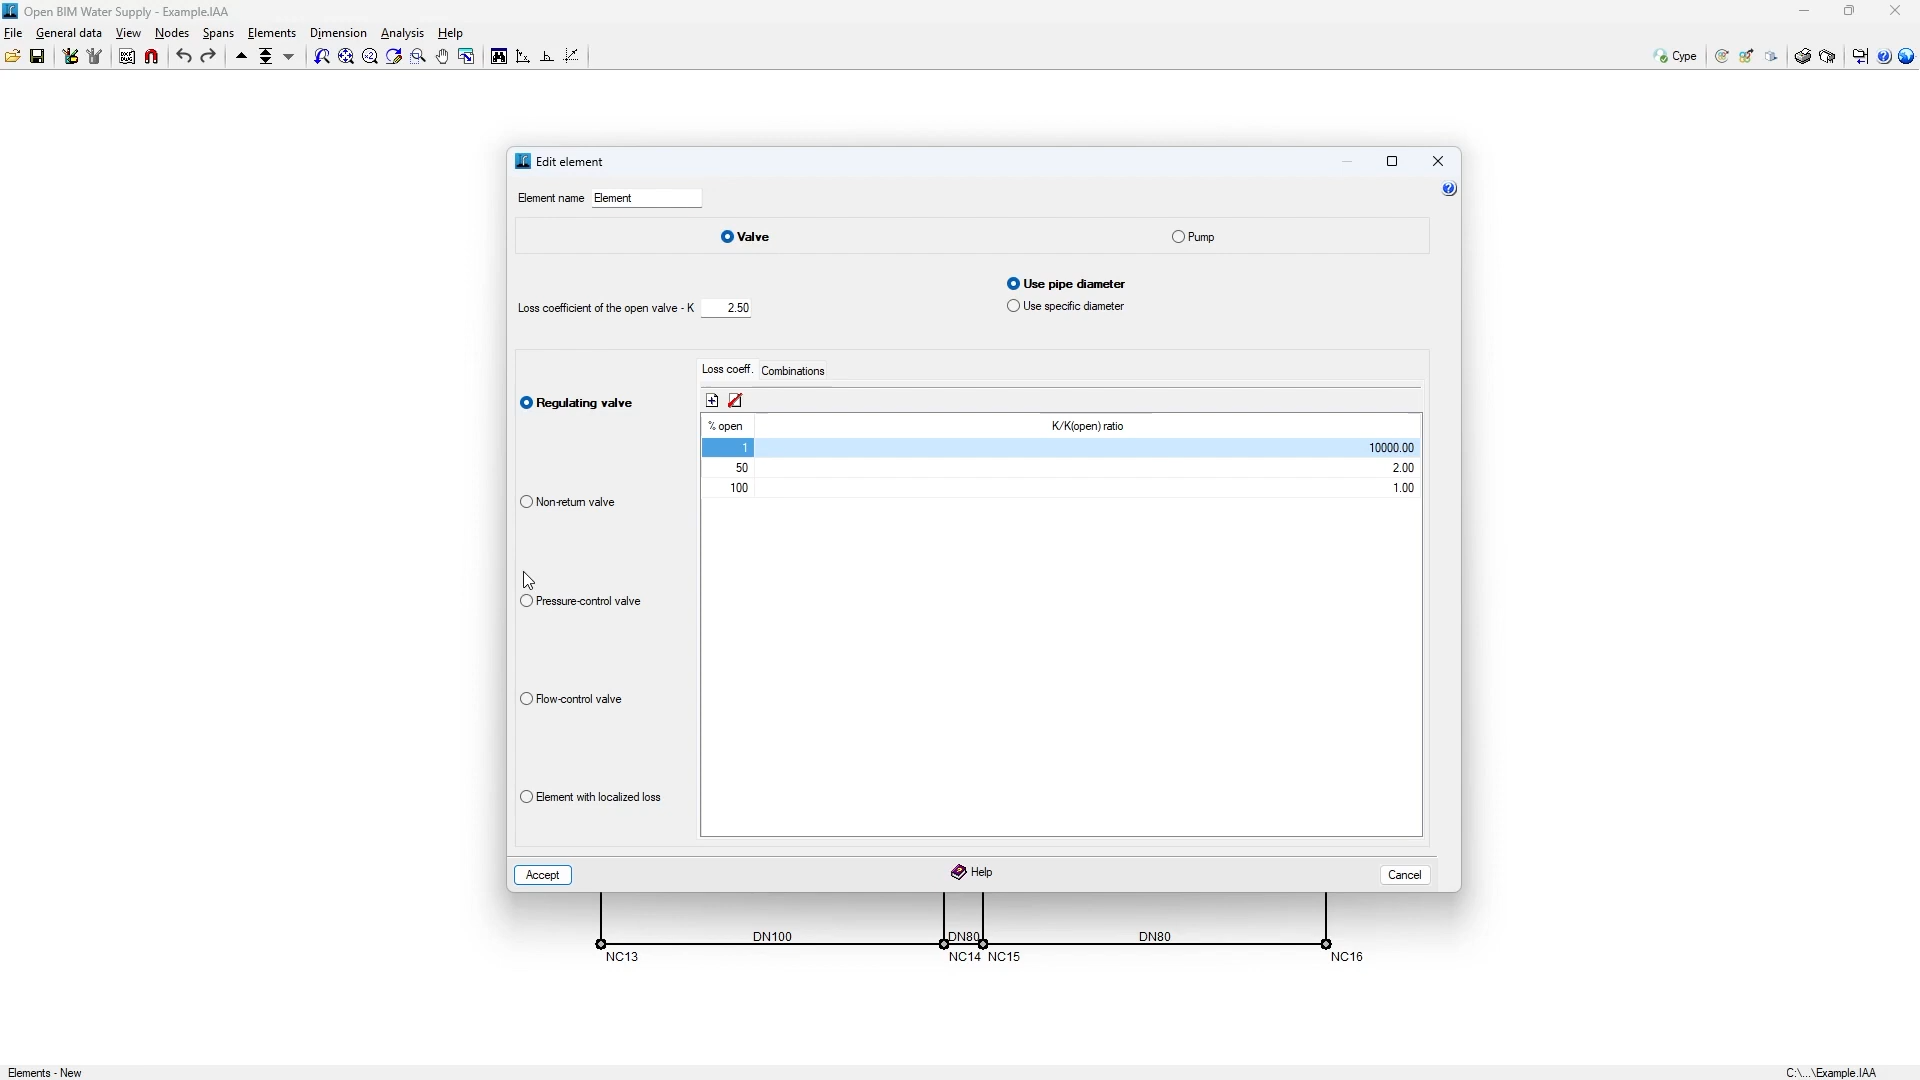 Open BIM Water Supply - Example.IAA
File General data View Nodes Spans Elements Dimension Analysis Help
Cype
Edit element
Element name Element
Valve Pump
Use pipe diameter
Loss coefficient of the open valve - K 2.50
Use specific diameter
Loss coeff. Combinations
Regulating valve
% open K/K(open) ratio
1 10000.00
50 2.00
100 1.00
Non-return valve
Pressure-control valve
Flow-control valve
Element with localized loss
Accept Help Cancel
DN100 DN80 DN80
NC13 NC14 NC15 NC16
Elements - New C:\...\Example.IAA